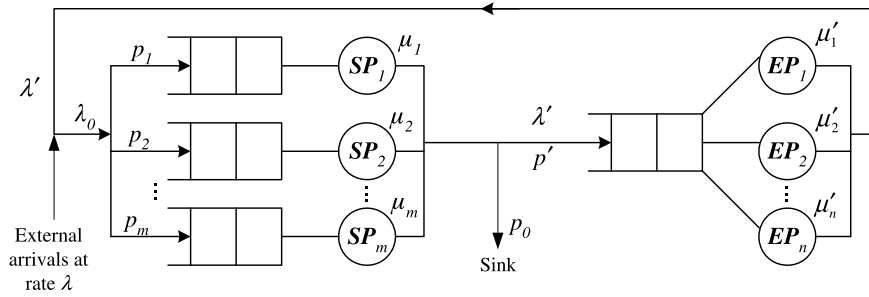 λ′
λ₀
p₁
SP₁
μ₁
p₂
SP₂
μ₂
pₘ
SPₘ
μₘ
External
arrivals at
rate λ
λ′
p′
p₀
Sink
EP₁
μ′₁
EP₂
μ′₂
EPₙ
μ′ₙ